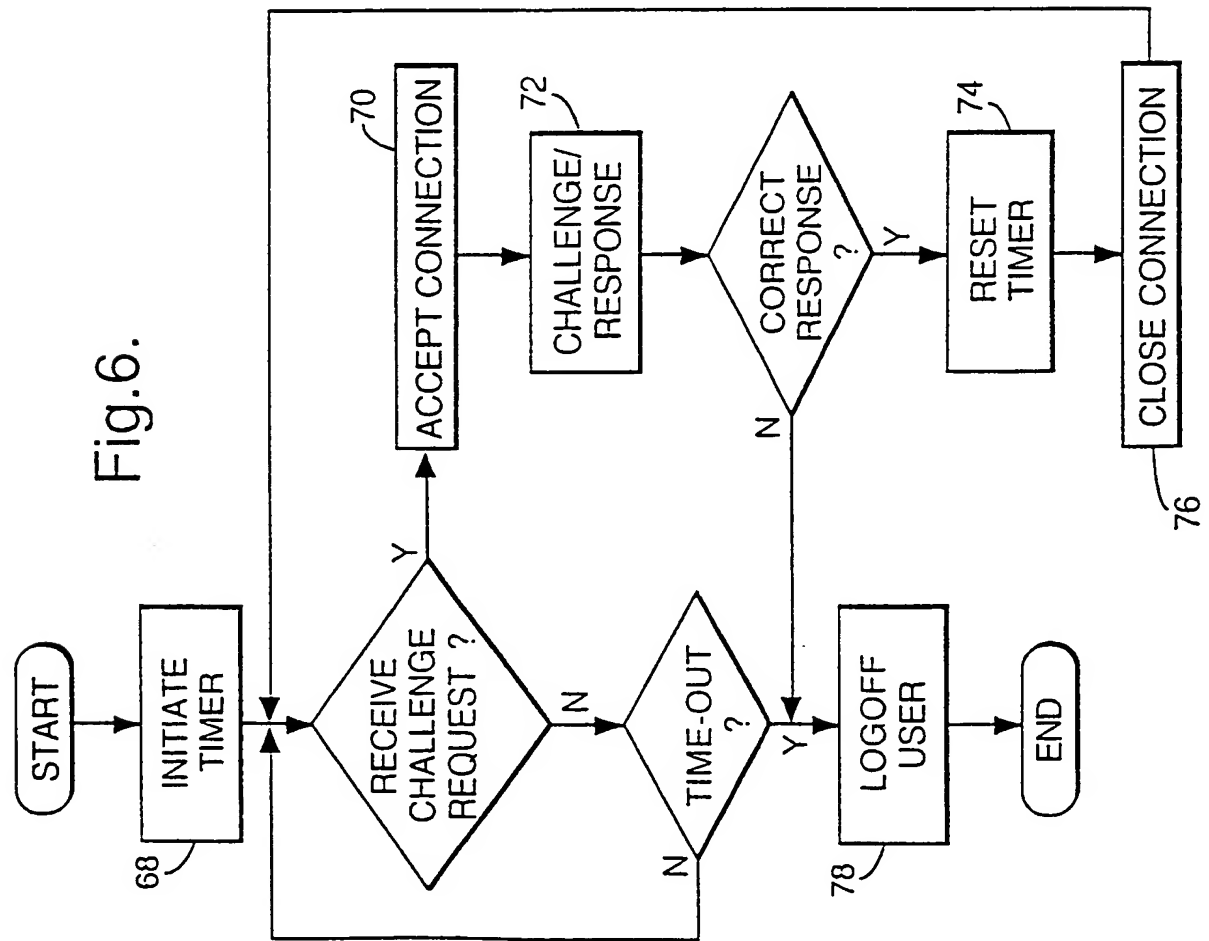 Fig.6.
START
INITIATE
TIMER
68
RECEIVE
CHALLENGE
REQUEST ?
Y
N
70
ACCEPT CONNECTION
72
CHALLENGE/
RESPONSE
CORRECT
RESPONSE
?
N
Y
74
RESET
TIMER
CLOSE CONNECTION
76
TIME-OUT
?
N
Y
LOGOFF
USER
78
END